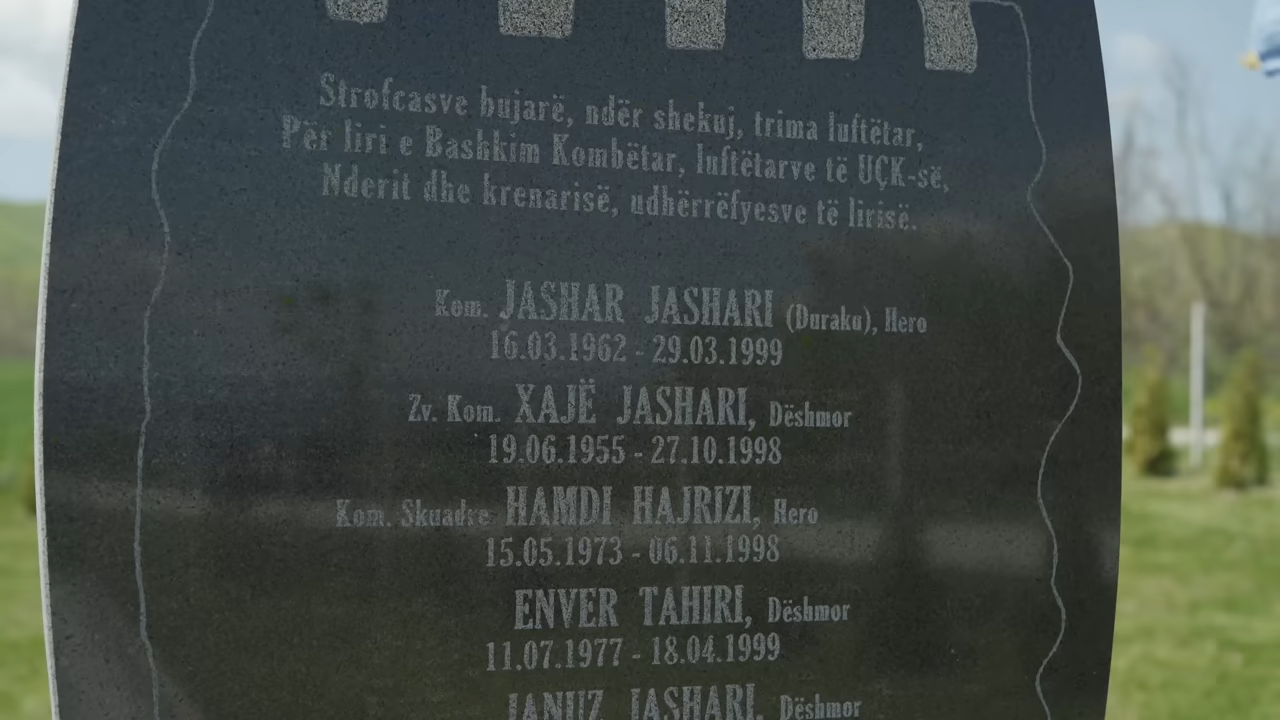 Strofcasve bujarë, ndër shekuj, trima luftëtar,
Për liri e Bashkim Kombëtar, luftëtarve të UÇK-së,
Nderit dhe krenarisë, udhërrëfyesve të lirisë.
Kom. JASHAR JASHARI (Duraku), Hero
16.03.1962 - 29.03.1999
Zv. Kom. XAJË JASHARI, Dëshmor
19.06.1955 - 27.10.1998
Kom. Skuadre HAMDI HAJRIZI, Hero
15.05.1973 - 06.11.1998
ENVER TAHIRI, Dëshmor
11.07.1977 - 18.04.1999
JANUZ JASHARI, Dëshmor